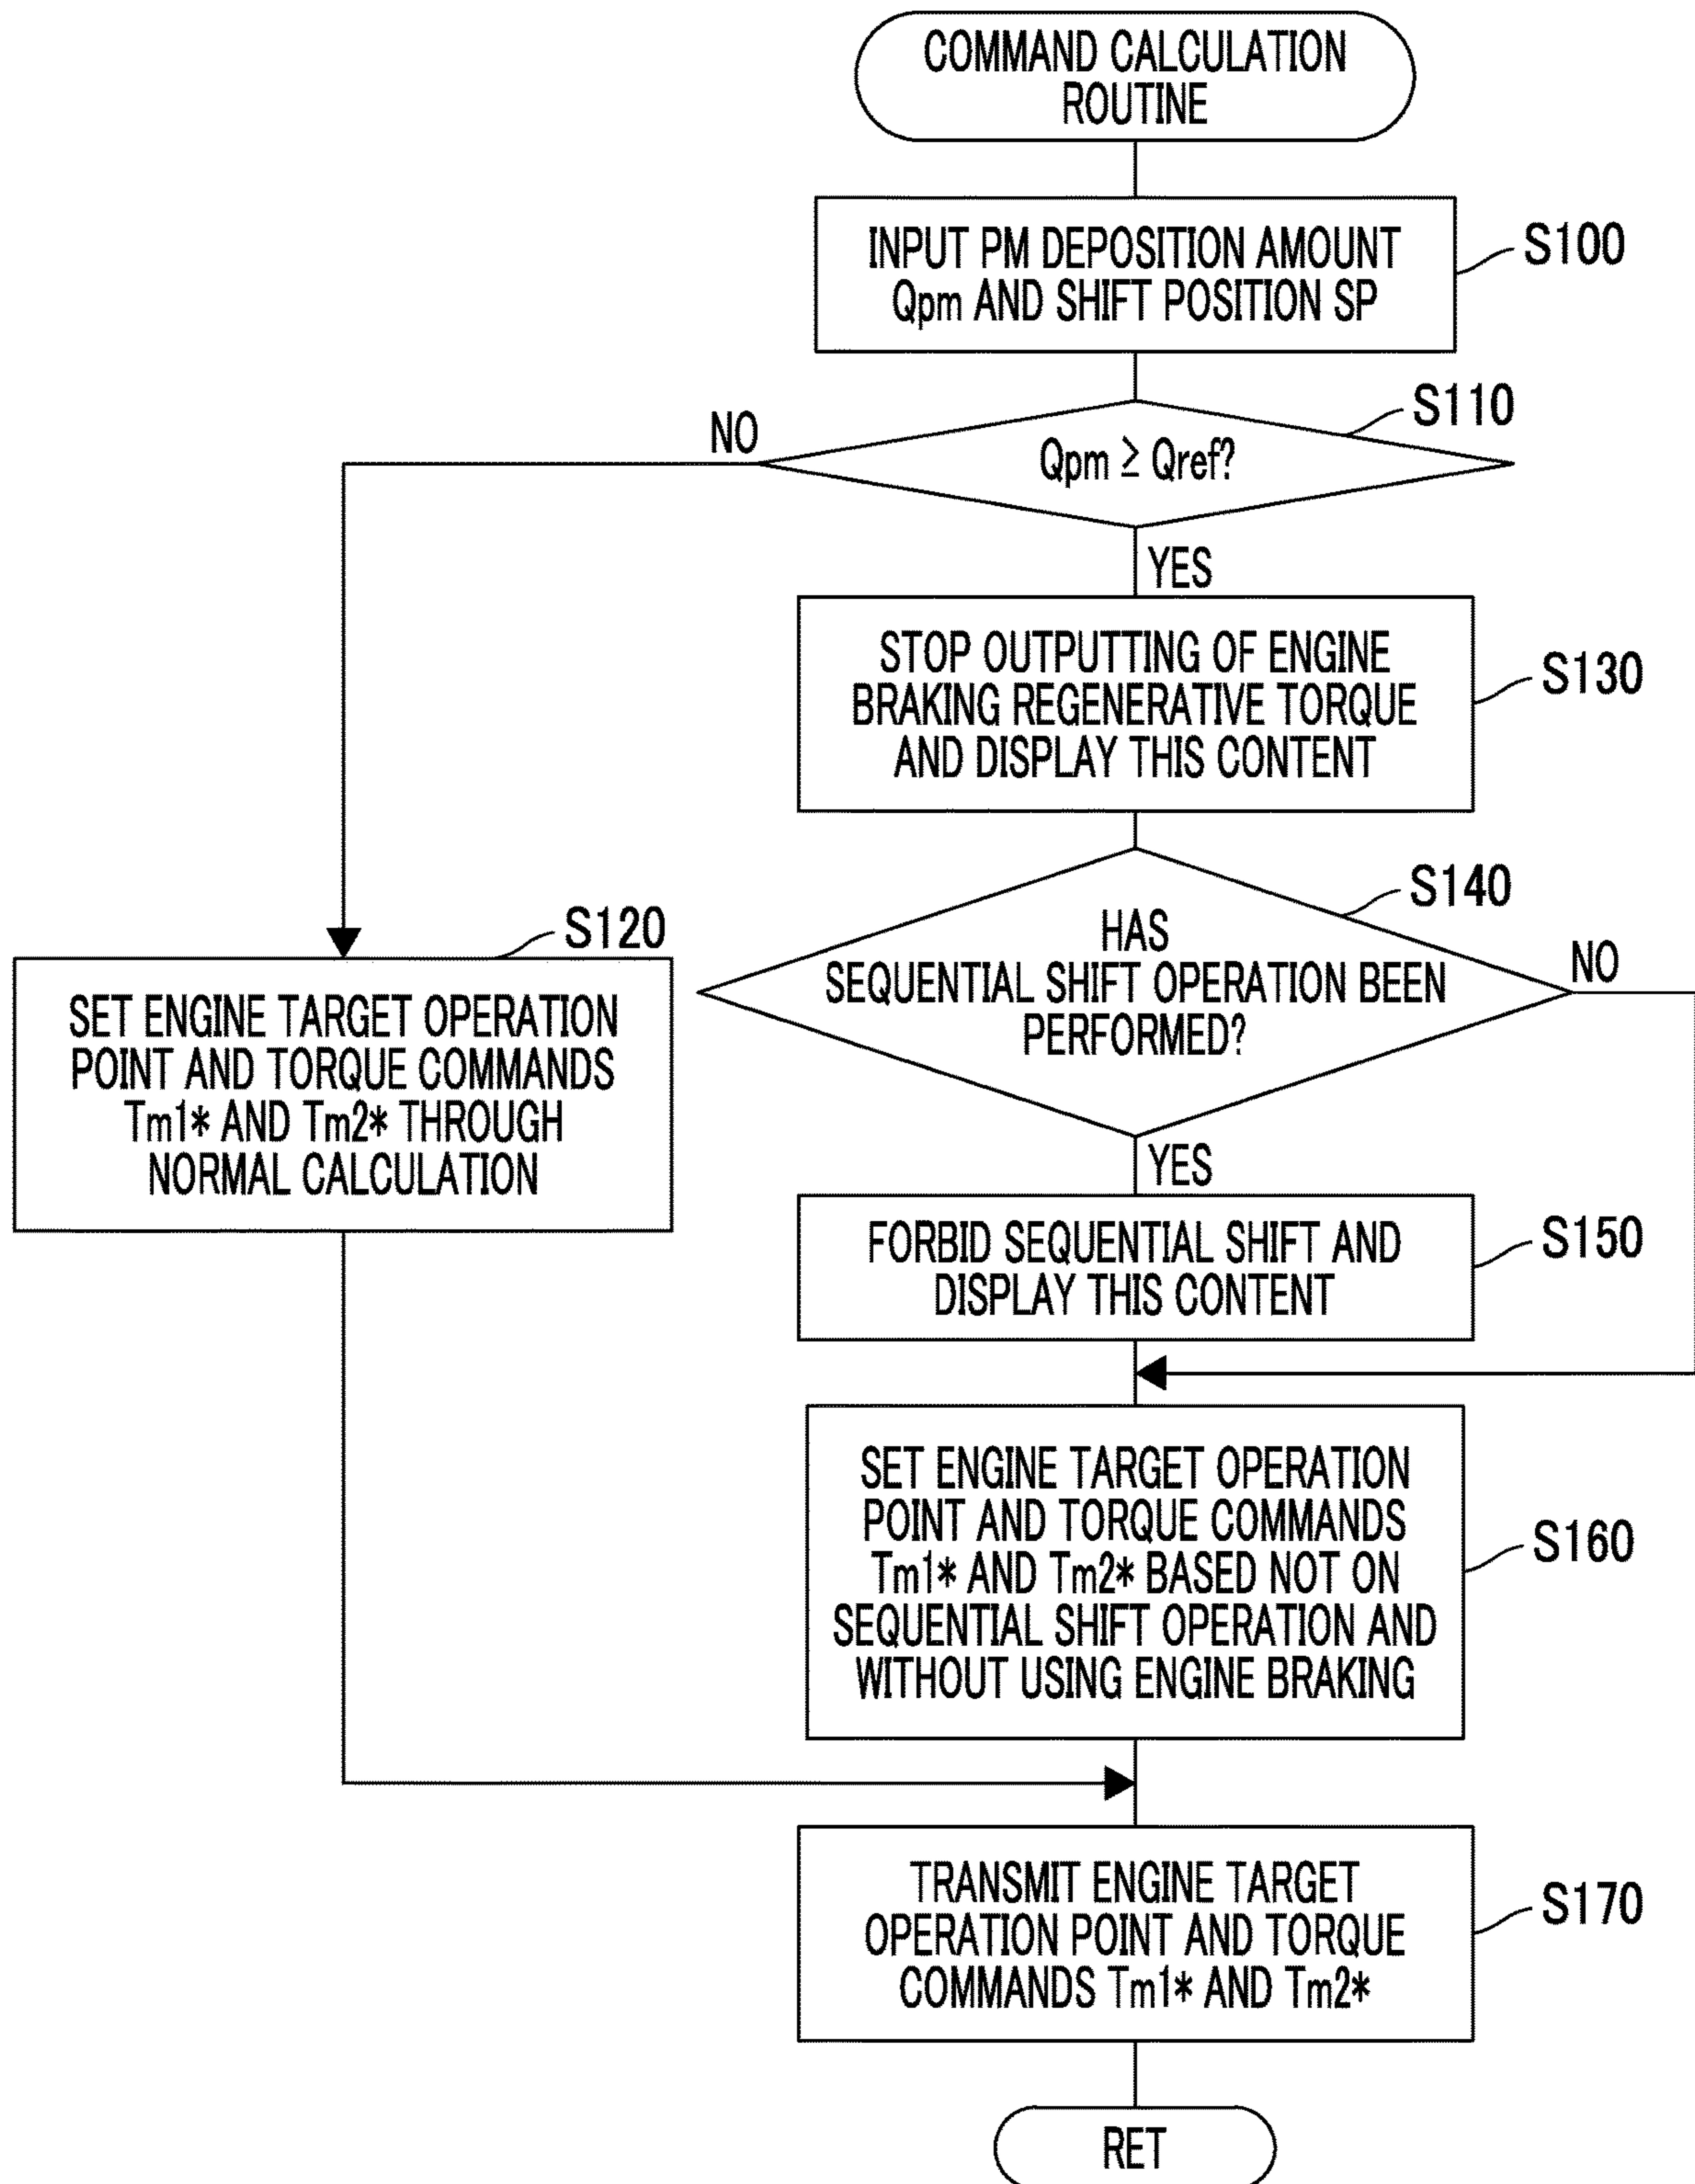 COMMAND CALCULATION
ROUTINE
INPUT PM DEPOSITION AMOUNT
Qpm AND SHIFT POSITION SP
S100
S110
NO
Qpm ≥ Qref?
YES
STOP OUTPUTTING OF ENGINE
BRAKING REGENERATIVE TORQUE
AND DISPLAY THIS CONTENT
S130
S140
HAS
SEQUENTIAL SHIFT OPERATION BEEN
PERFORMED?
NO
S120
SET ENGINE TARGET OPERATION
POINT AND TORQUE COMMANDS
Tm1* AND Tm2* THROUGH
NORMAL CALCULATION
YES
FORBID SEQUENTIAL SHIFT AND
DISPLAY THIS CONTENT
S150
SET ENGINE TARGET OPERATION
POINT AND TORQUE COMMANDS
Tm1* AND Tm2* BASED NOT ON
SEQUENTIAL SHIFT OPERATION AND
WITHOUT USING ENGINE BRAKING
S160
TRANSMIT ENGINE TARGET
OPERATION POINT AND TORQUE
COMMANDS Tm1* AND Tm2*
S170
RET